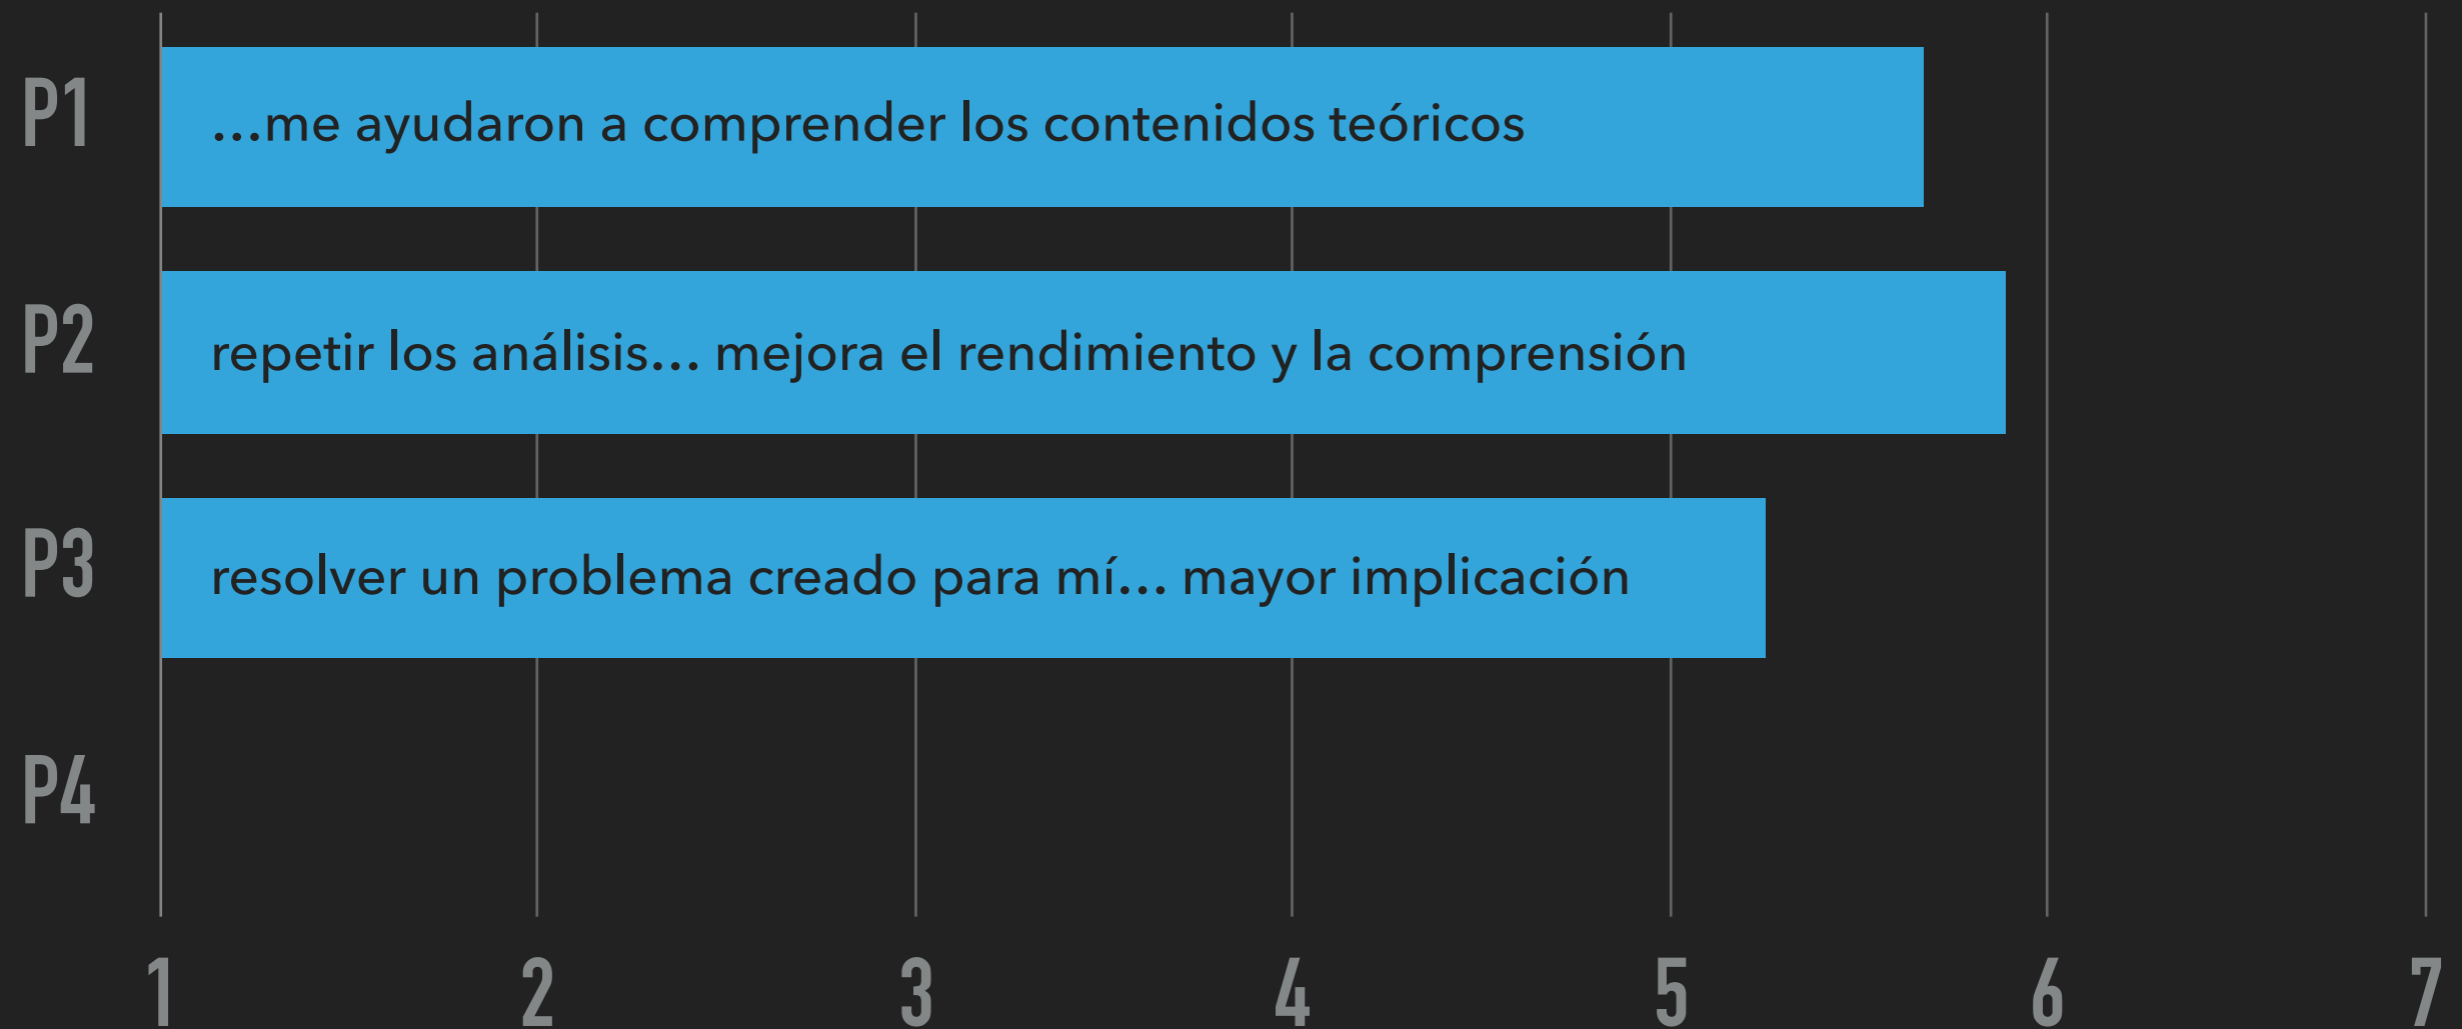 P1
...me ayudaron a comprender los contenidos teóricos
P2
repetir los análisis... mejora el rendimiento y la comprensión
P3
resolver un problema creado para mí... mayor implicación
P4
1 2 3 4 5 6 7